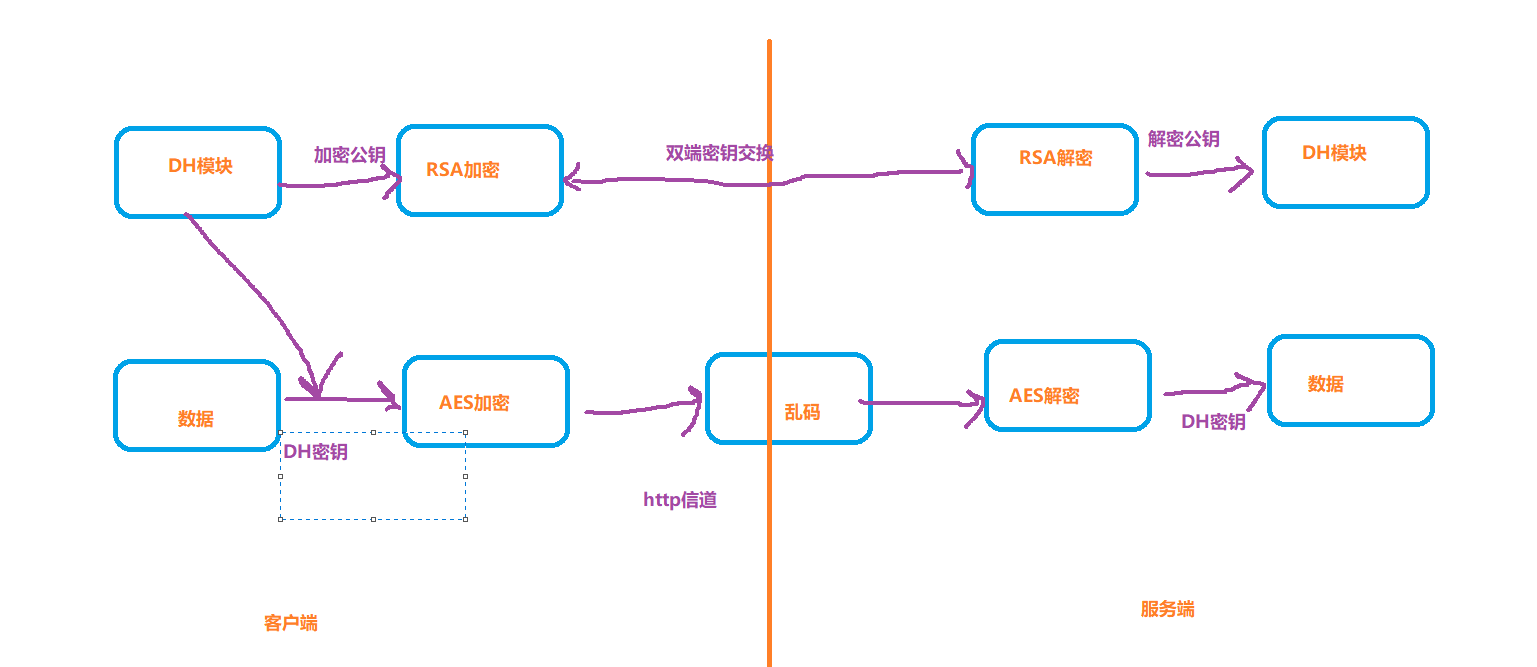 DH模块
加密公钥
RSA加密
双端密钥交换
RSA解密
解密公钥
DH模块
数据
DH密钥
AES加密
乱码
AES解密
DH密钥
数据
http信道
客户端
服务端